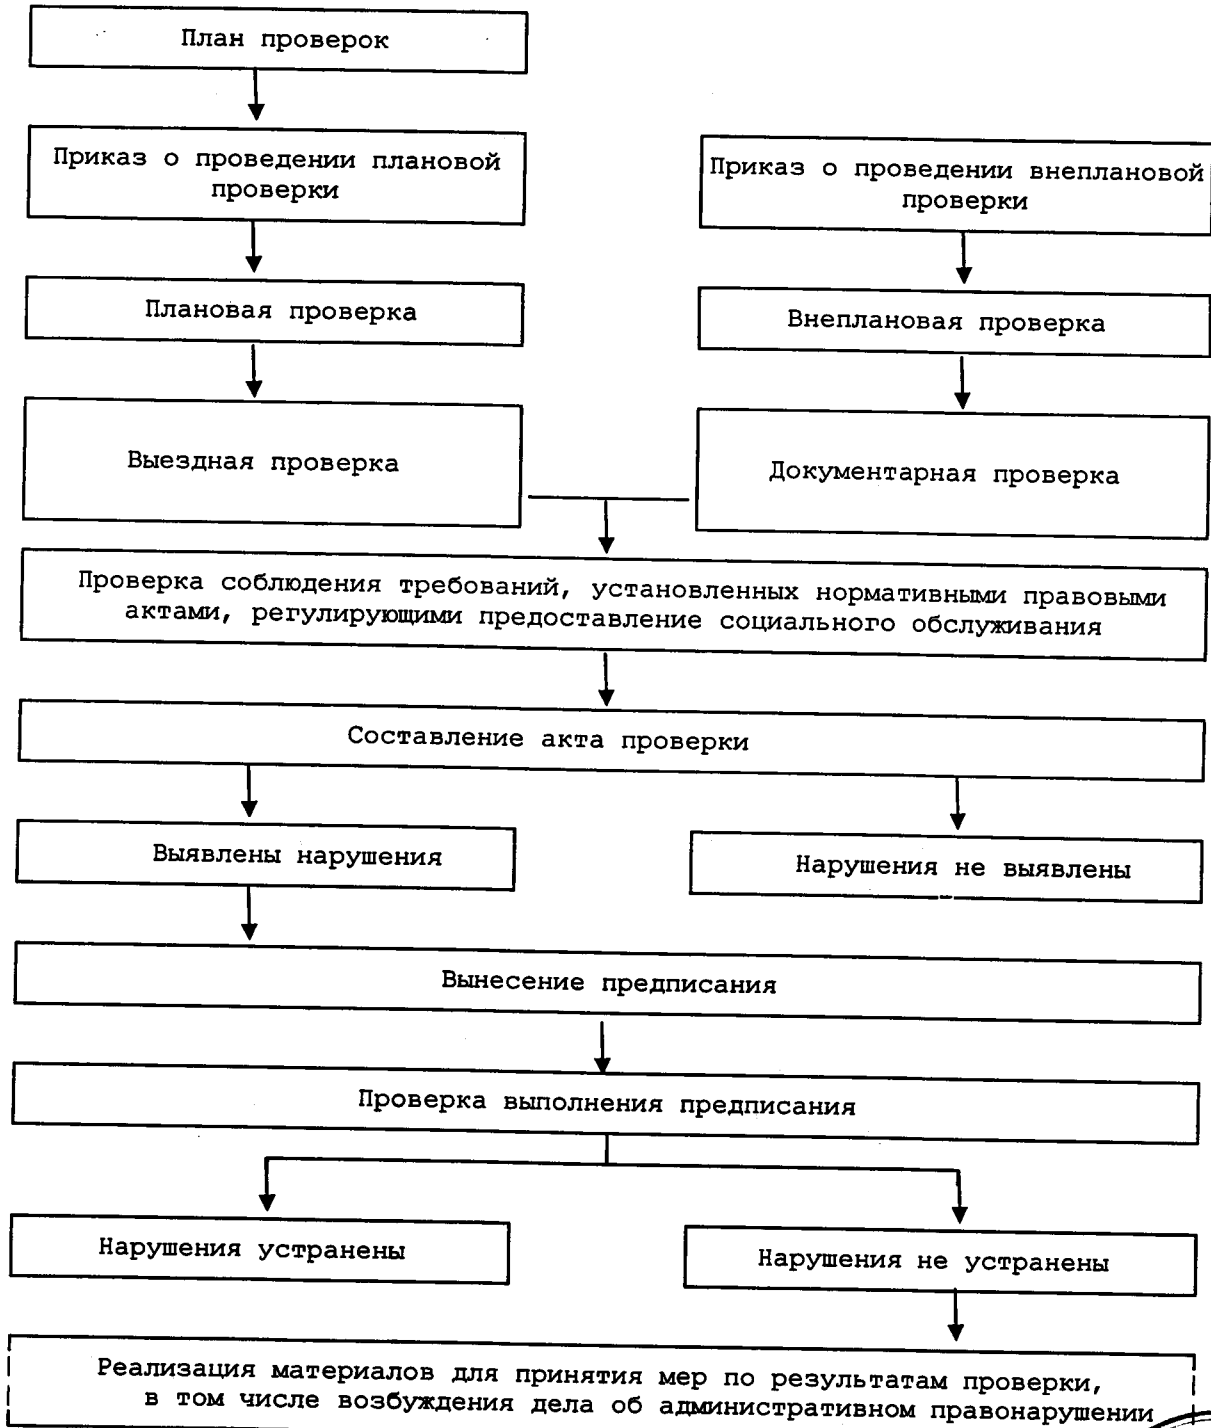 План проверок
Приказ о проведении плановой
проверки
Приказ о проведении внеплановой
проверки
Плановая проверка
Внеплановая проверка
Выездная проверка
Документарная проверка
Проверка соблюдения требований, установленных нормативными правовыми
актами, регулирующими предоставление социального обслуживания
Составление акта проверки
Выявлены нарушения
Нарушения не выявлены
Вынесение предписания
Проверка выполнения предписания
Нарушения устранены
Нарушения не устранены
Реализация материалов для принятия мер по результатам проверки,
в том числе возбуждения дела об административном правонарушении